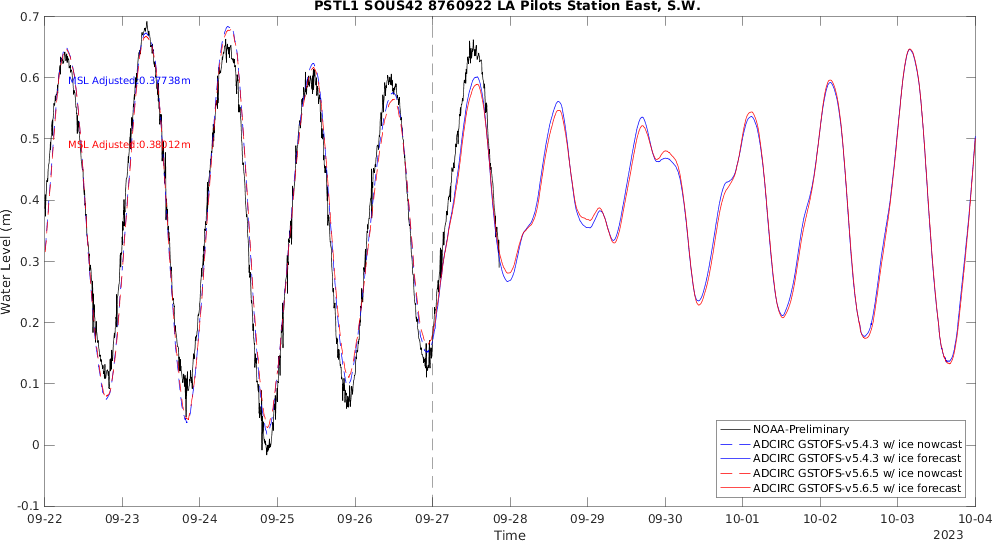 PSTL1 SOUS42 8760922 LA Pilots Station East, S.W.
0.7
0.6
0.5
0.4
0.3
0.2
0.1
0
-0.1
Water Level (m)
MSL Adjusted:0.37738m
MSL Adjusted:0.38012m
NOAA-Preliminary
ADCIRC GSTOFS-v5.4.3 w/ ice nowcast
ADCIRC GSTOFS-v5.4.3 w/ ice forecast
ADCIRC GSTOFS-v5.6.5 w/ ice nowcast
ADCIRC GSTOFS-v5.6.5 w/ ice forecast
09-22 09-23 09-24 09-25 09-26 09-27 09-28 09-29 09-30 10-01 10-02 10-03 10-04
Time
2023